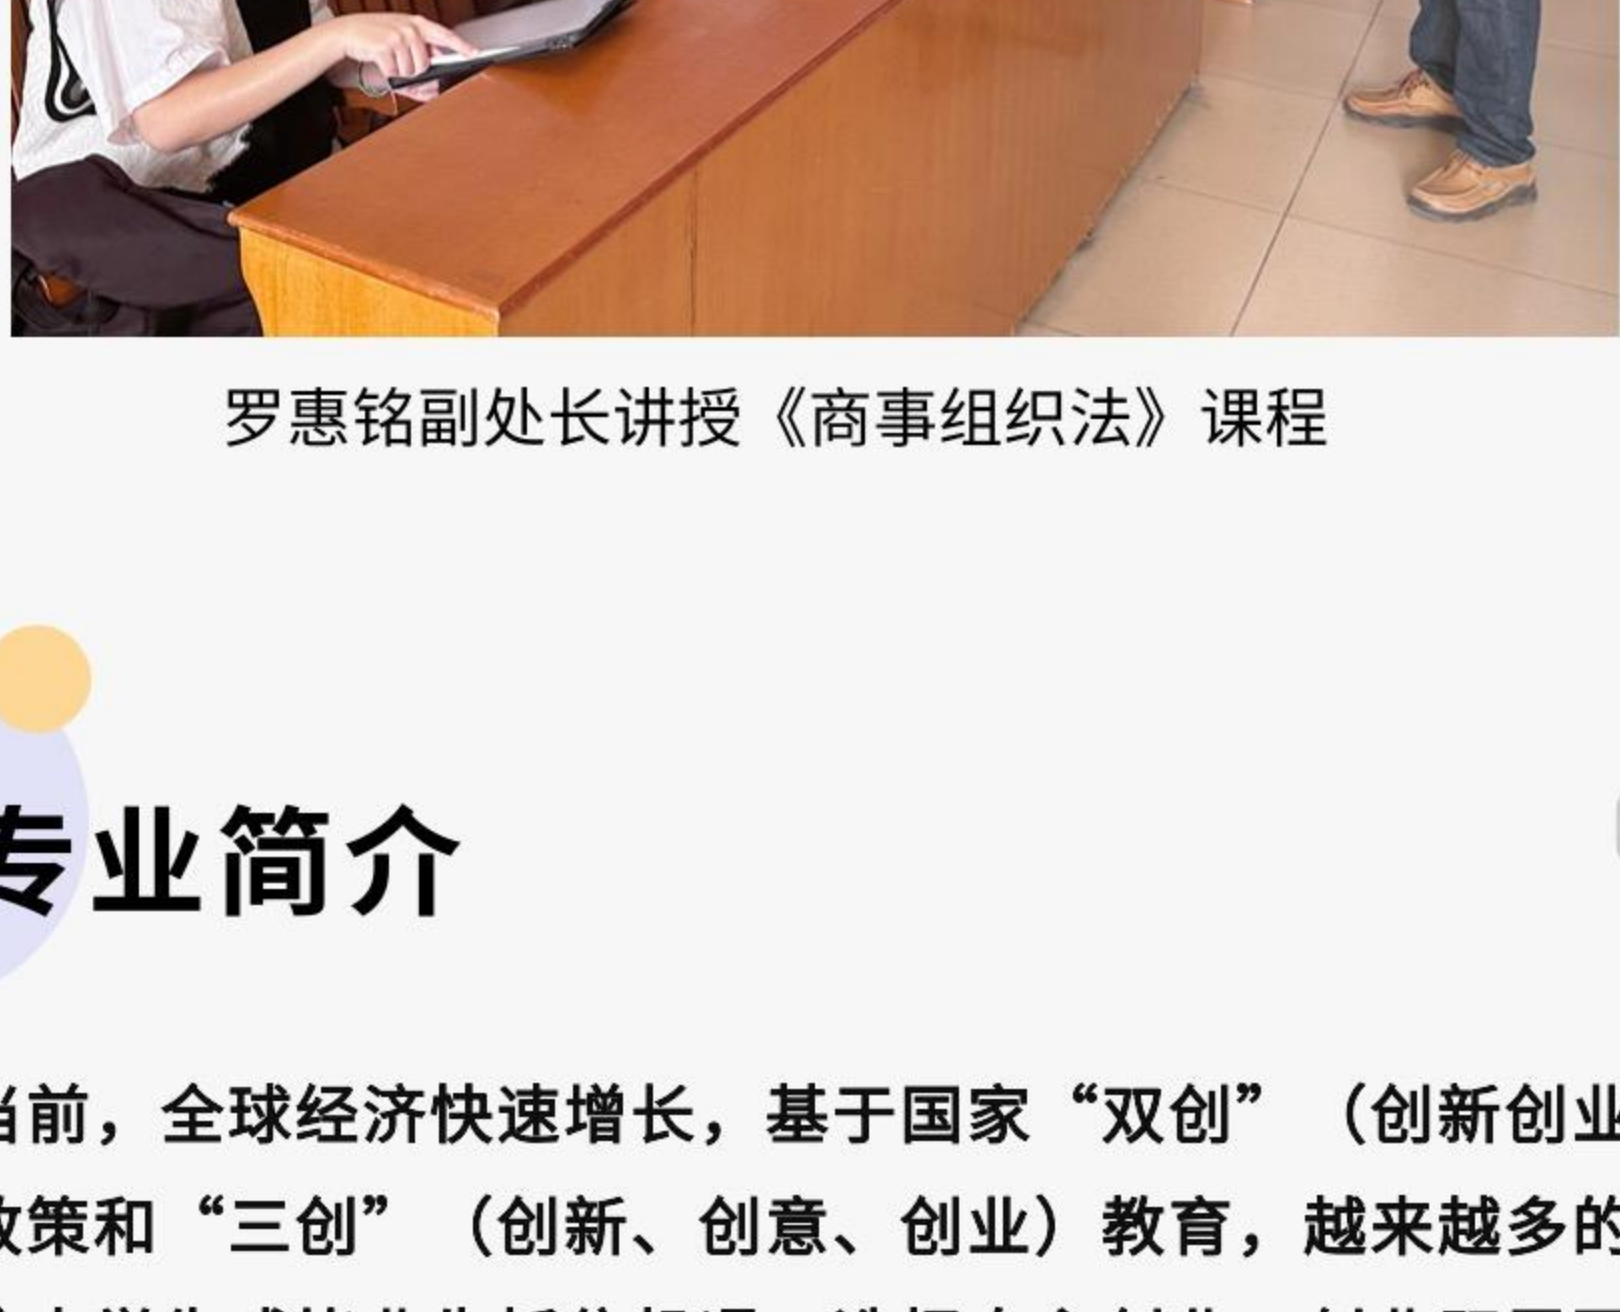 罗惠铭副处长讲授《商事组织法》课程
专业简介
当前，全球经济快速增长，基于国家“双创”（创新创业
政策和“三创”（创新、创意、创业）教育，越来越多的